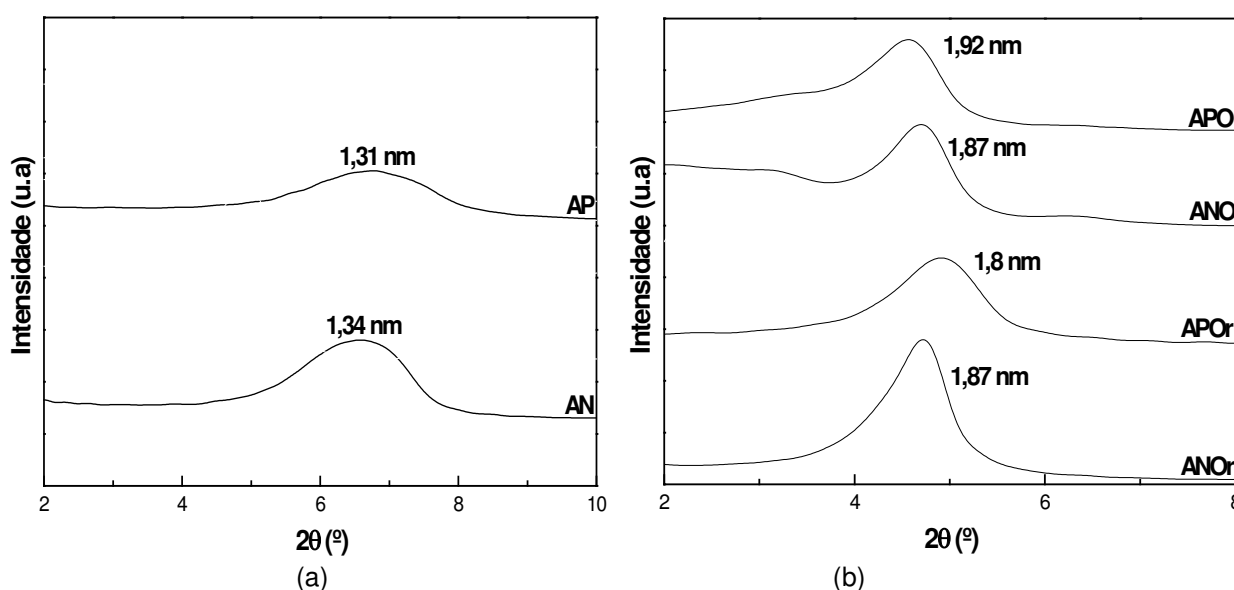 Intensidade (u.a)
1,31 nm
AP
1,34 nm
AN
2
4
6
8
10
2θ (º)
(a)
Intensidade (u.a)
1,92 nm
APO
1,87 nm
ANO
1,8 nm
APOr
1,87 nm
ANOr
2
4
6
8
2θ (º)
(b)